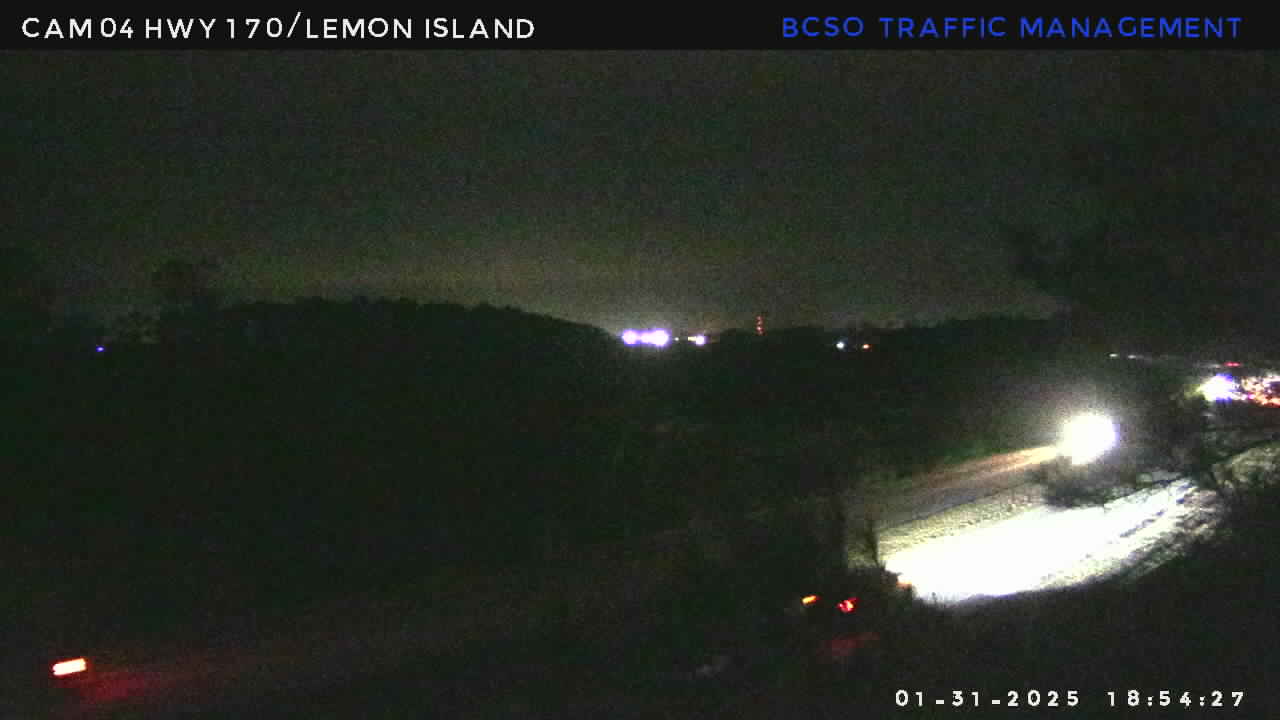 CAM04 HWY 170/LEMON ISLAND
BCSO TRAFFIC MANAGEMENT
01-31-2025 18:54:27